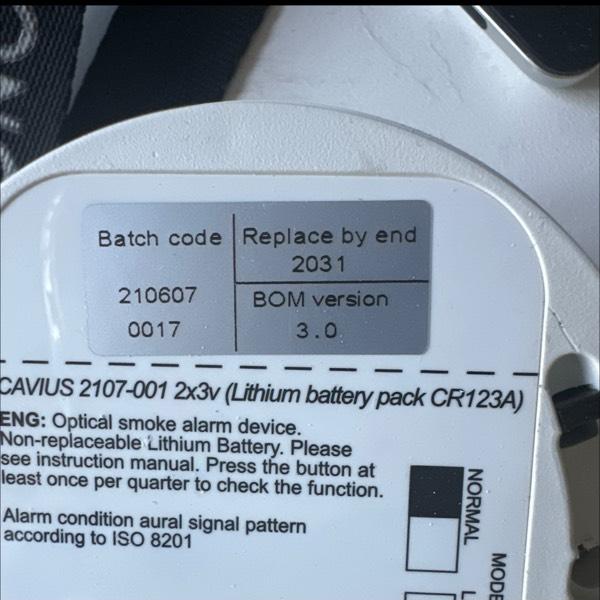 Batch code
210607
0017
Replace by end
2031
BOM version
3.0
CAVIUS 2107-001 2x3v (Lithium battery pack CR123A)
ENG: Optical smoke alarm device.
Non-replaceable Lithium Battery. Please
see instruction manual. Press the button at
least once per quarter to check the function.
Alarm condition aural signal pattern
according to ISO 8201
NORMAL
MODE